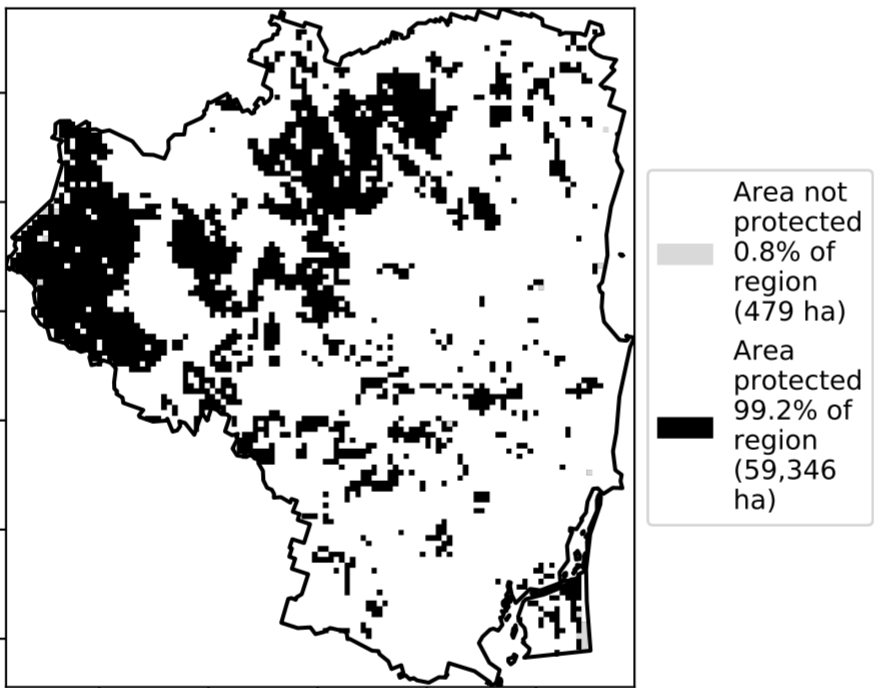 Area not
protected
0.8% of
region
(479 ha)
Area
protected
99.2% of
region
(59,346
ha)